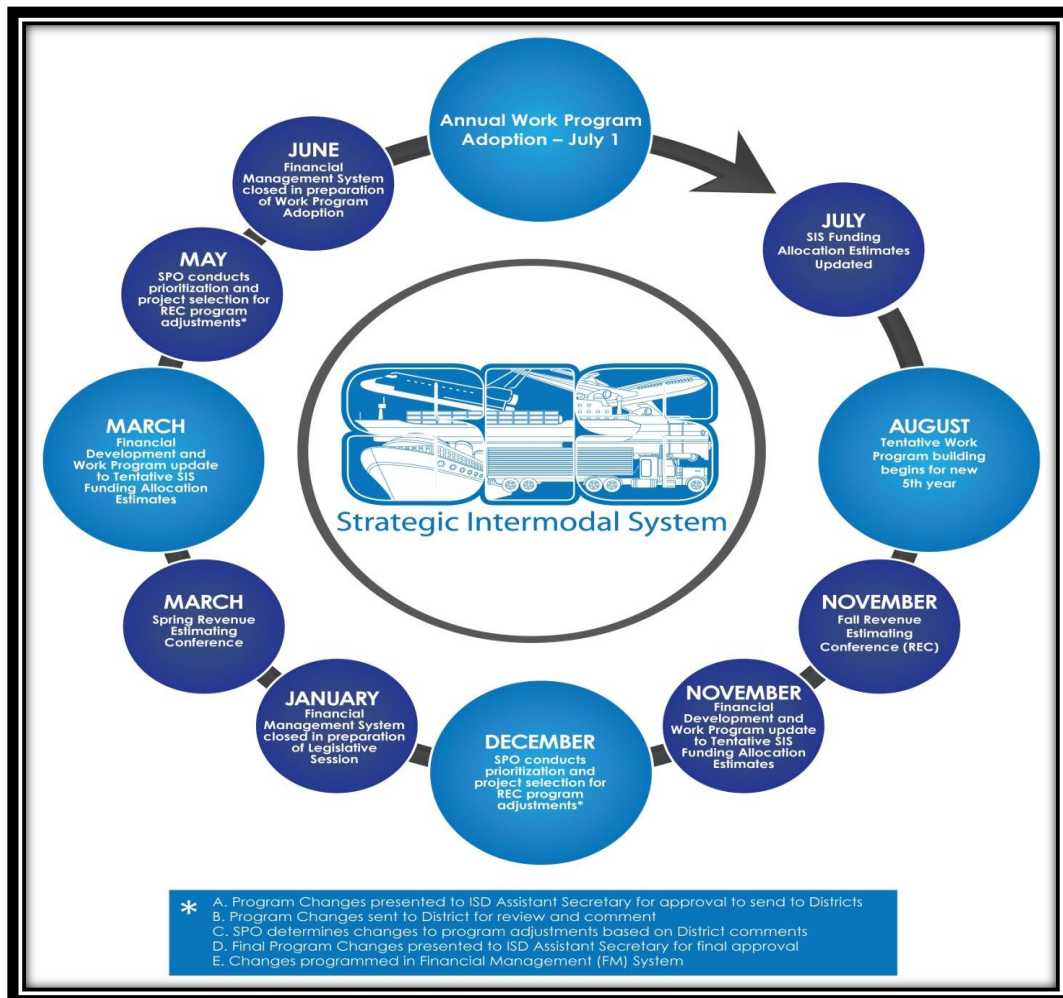 Annual Work Program
Adoption – July 1
JULY
SIS Funding
Allocation Estimates
Updated
AUGUST
Tentative Work
Program building
begins for new
5th year
NOVEMBER
Fall Revenue
Estimating
Conference (REC)
NOVEMBER
Financial
Development and
Work Program update
to Tentative SIS
Funding Allocation
Estimates
DECEMBER
SPO conducts
prioritization and
project selection for
REC program
adjustments*
JANUARY
Financial
Management System
closed in preparation
of Legislative
Session
MARCH
Spring Revenue
Estimating
Conference
MARCH
Financial
Development and
Work Program update
to Tentative SIS
Funding Allocation
Estimates
MAY
SPO conducts
prioritization and
project selection for
REC program
adjustments*
JUNE
Financial
Management System
closed in preparation
of Work Program
Adoption
Strategic Intermodal System
* A. Program Changes presented to ISD Assistant Secretary for approval to send to Districts
B. Program Changes sent to District for review and comment
C. SPO determines changes to program adjustments based on District comments
D. Final Program Changes presented to ISD Assistant Secretary for final approval
E. Changes programmed in Financial Management (FM) System